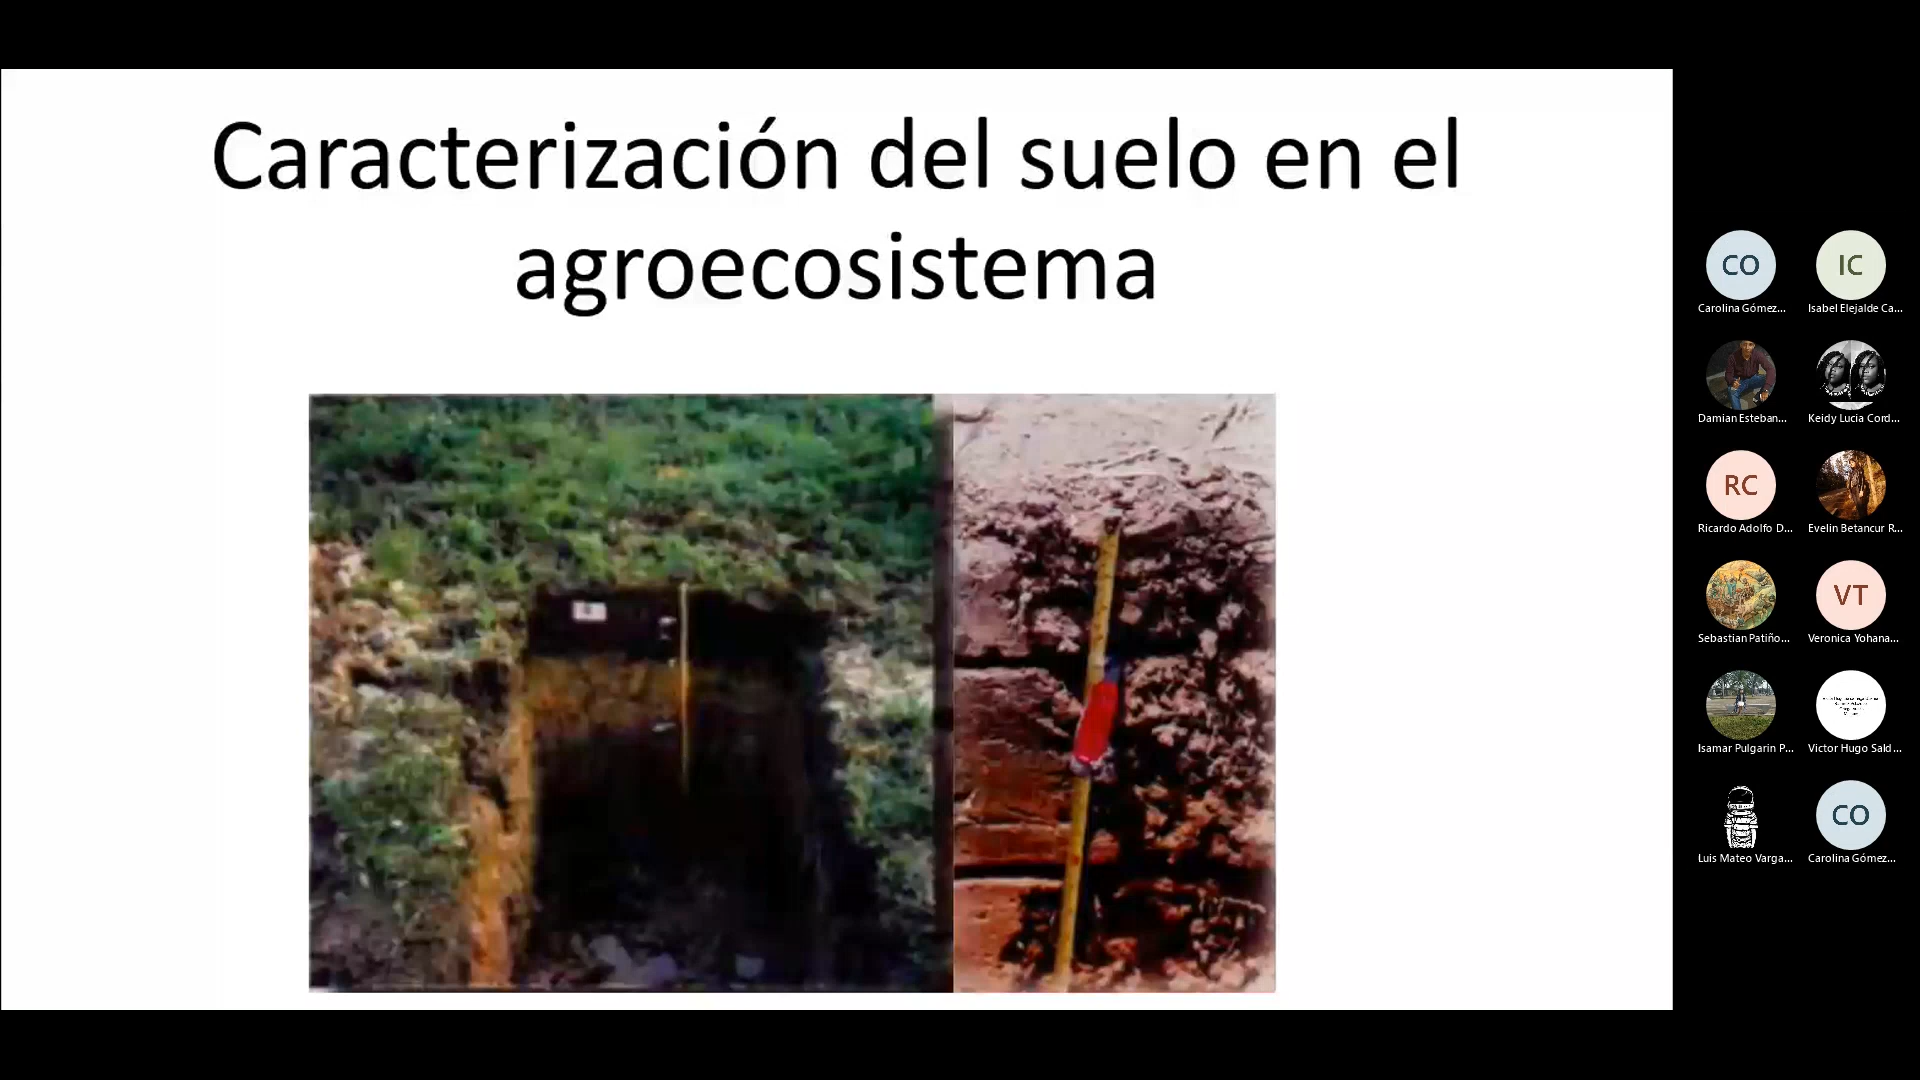 Caracterización del suelo en el
agroecosistema
CO
IC
Carolina Gómez...
Isabel Elejalde Ca...
Damian Esteban...
Keidy Lucia Cord...
RC
Ricardo Adolfo D...
Evelin Betancur R...
VT
Sebastian Patiño...
Veronica Yohana...
Isamar Pulgarin P...
Victor Hugo Sald...
CO
Luis Mateo Varga...
Carolina Gómez...